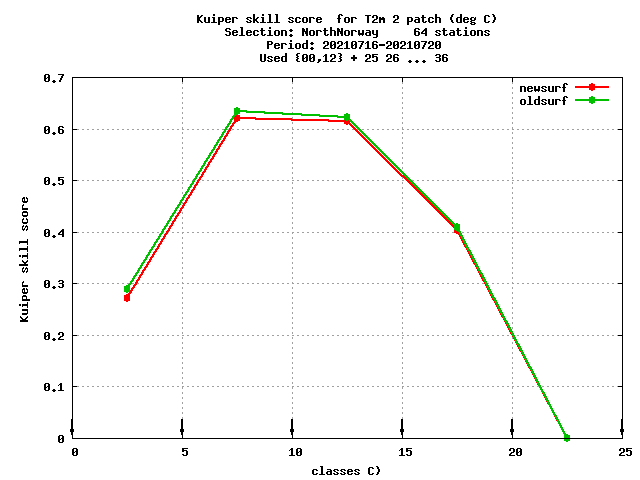 Kuiper skill score  for T2m 2 patch (deg C)
Selection: NorthNorway     64 stations
Period: 20210716-20210720
Used {00,12} + 25 26 ... 36
newsurf
oldsurf
Kuiper skill score
0.7
0.6
0.5
0.4
0.3
0.2
0.1
0
0 5 10 15 20 25
classes C)